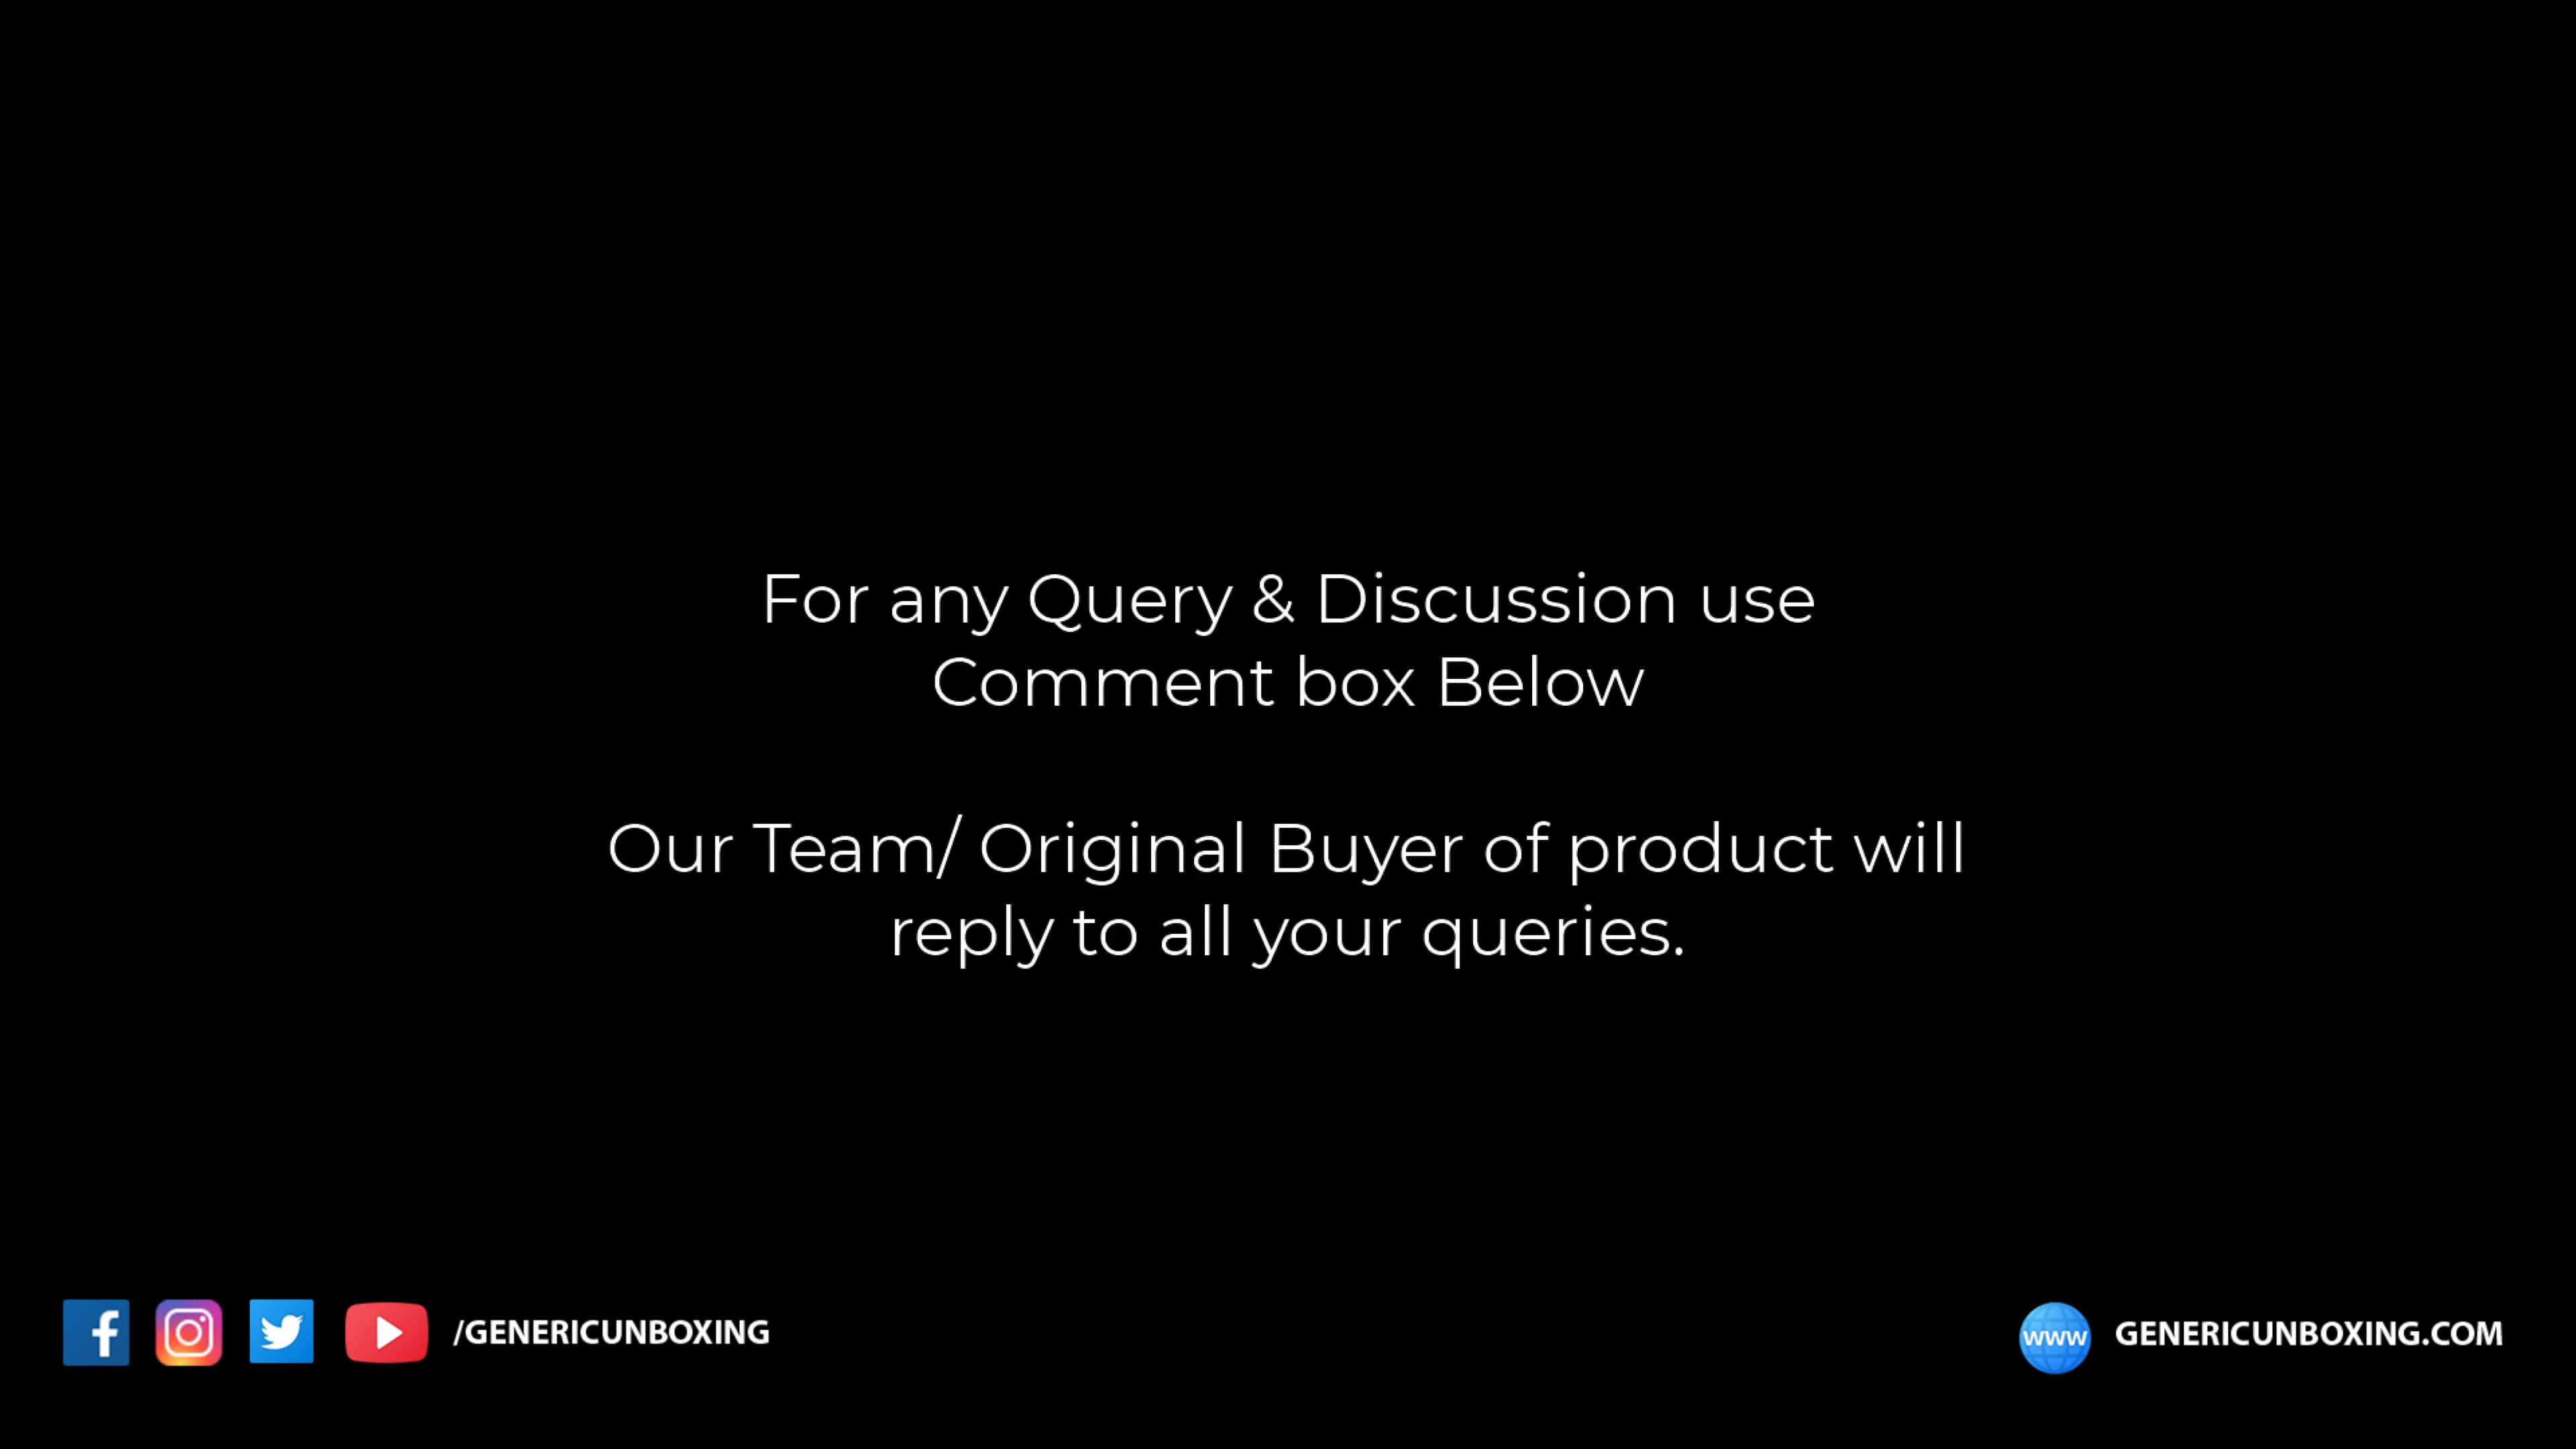 For any Query & Discussion use
Comment box Below
Our Team/ Original Buyer of product will
reply to all your queries.
/GENERICUNBOXING
www GENERICUNBOXING.COM